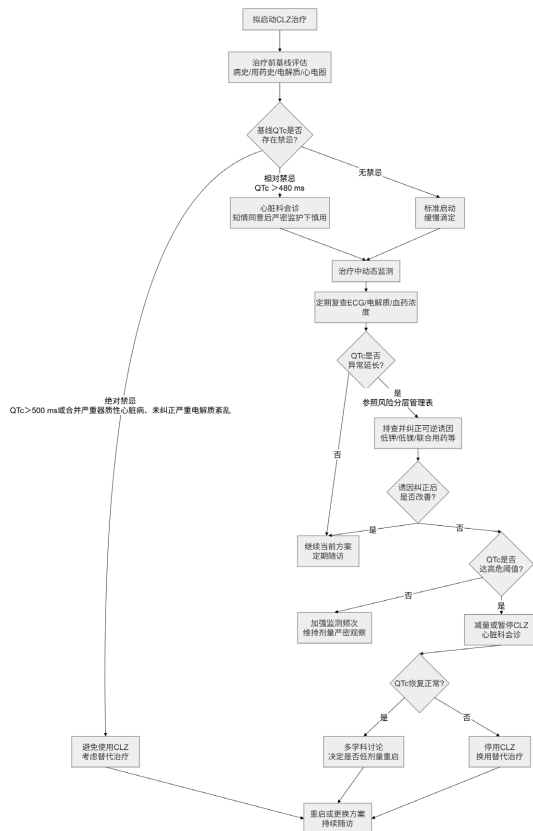 拟启动CLZ治疗
治疗前基线评估
病史/用药史/电解质/心电图
基线QTc是否
存在禁忌?
相对禁忌
QTc ＞480 ms
无禁忌
心脏科会诊
知情同意后严密监护下慎用
标准启动
缓慢滴定
治疗中动态监测
定期复查ECG/电解质/血药浓
度
QTc是否
异常延长?
是
参照风险分层管理表
绝对禁忌
QTc＞500 ms或合并严重器质性心脏病、未纠正严重电解质紊乱
排查并纠正可逆诱因
低钾/低镁/联合用药等
否
诱因纠正后
是否改善?
是
否
继续当前方案
定期随访
QTc是否
达高危阈值?
否
是
加强监测频次
维持剂量严密观察
减量或暂停CLZ
心脏科会诊
QTc恢复正常?
是
否
避免使用CLZ
考虑替代治疗
多学科讨论
决定是否低剂量重启
停用CLZ
换用替代治疗
重启或更换方案
持续随访